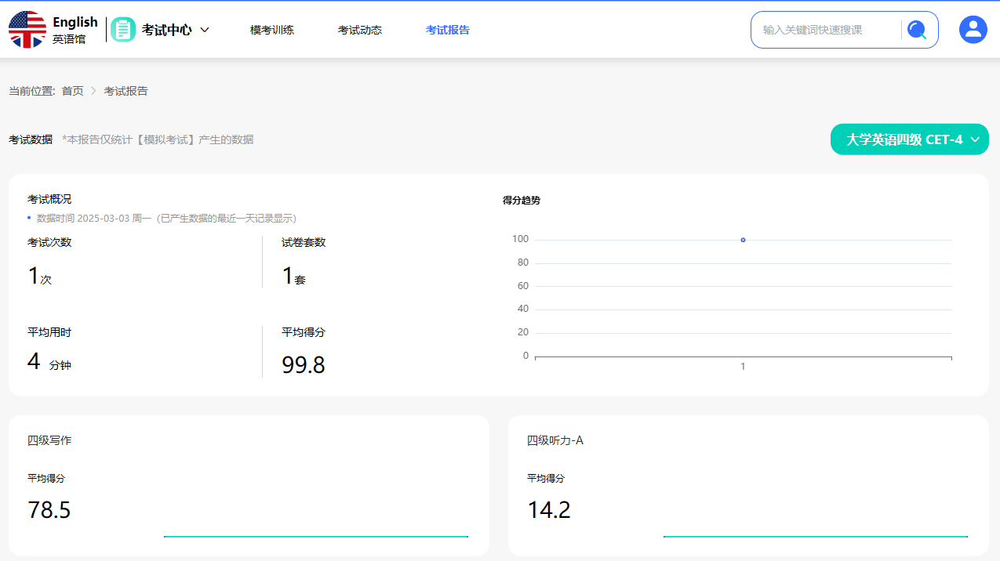 English
英语馆
考试中心
模考训练
考试动态
考试报告
输入关键词快速搜课
当前位置: 首页 > 考试报告
考试数据 *本报告仅统计【模拟考试】产生的数据
大学英语四级 CET-4
考试概况
• 数据时间 2025-03-03 周一（已产生数据的最近一天记录显示）
考试次数
1次
试卷套数
1套
平均用时
4 分钟
平均得分
99.8
得分趋势
100
80
60
40
20
0
1
四级写作
平均得分
78.5
四级听力-A
平均得分
14.2